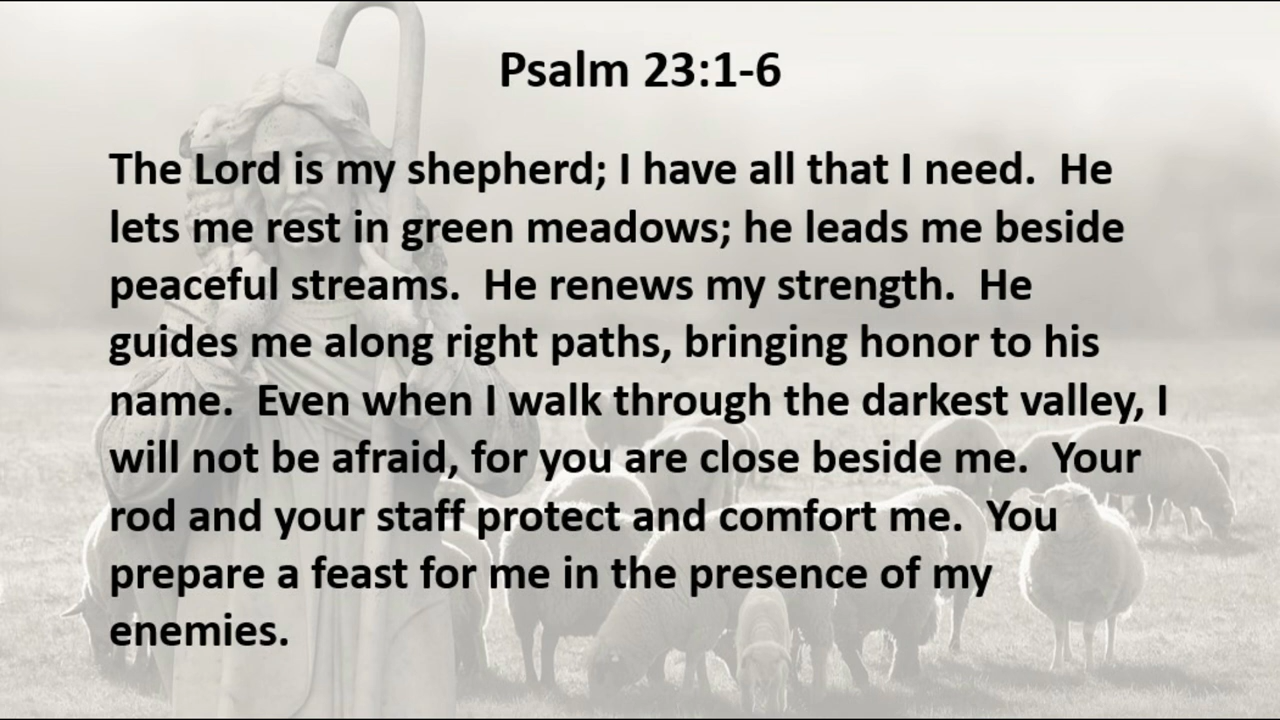 Psalm 23:1-6
The Lord is my shepherd; I have all that I need.  He
lets me rest in green meadows; he leads me beside
peaceful streams.  He renews my strength.  He
guides me along right paths, bringing honor to his
name.  Even when I walk through the darkest valley, I
will not be afraid, for you are close beside me.  Your
rod and your staff protect and comfort me.  You
prepare a feast for me in the presence of my
enemies.